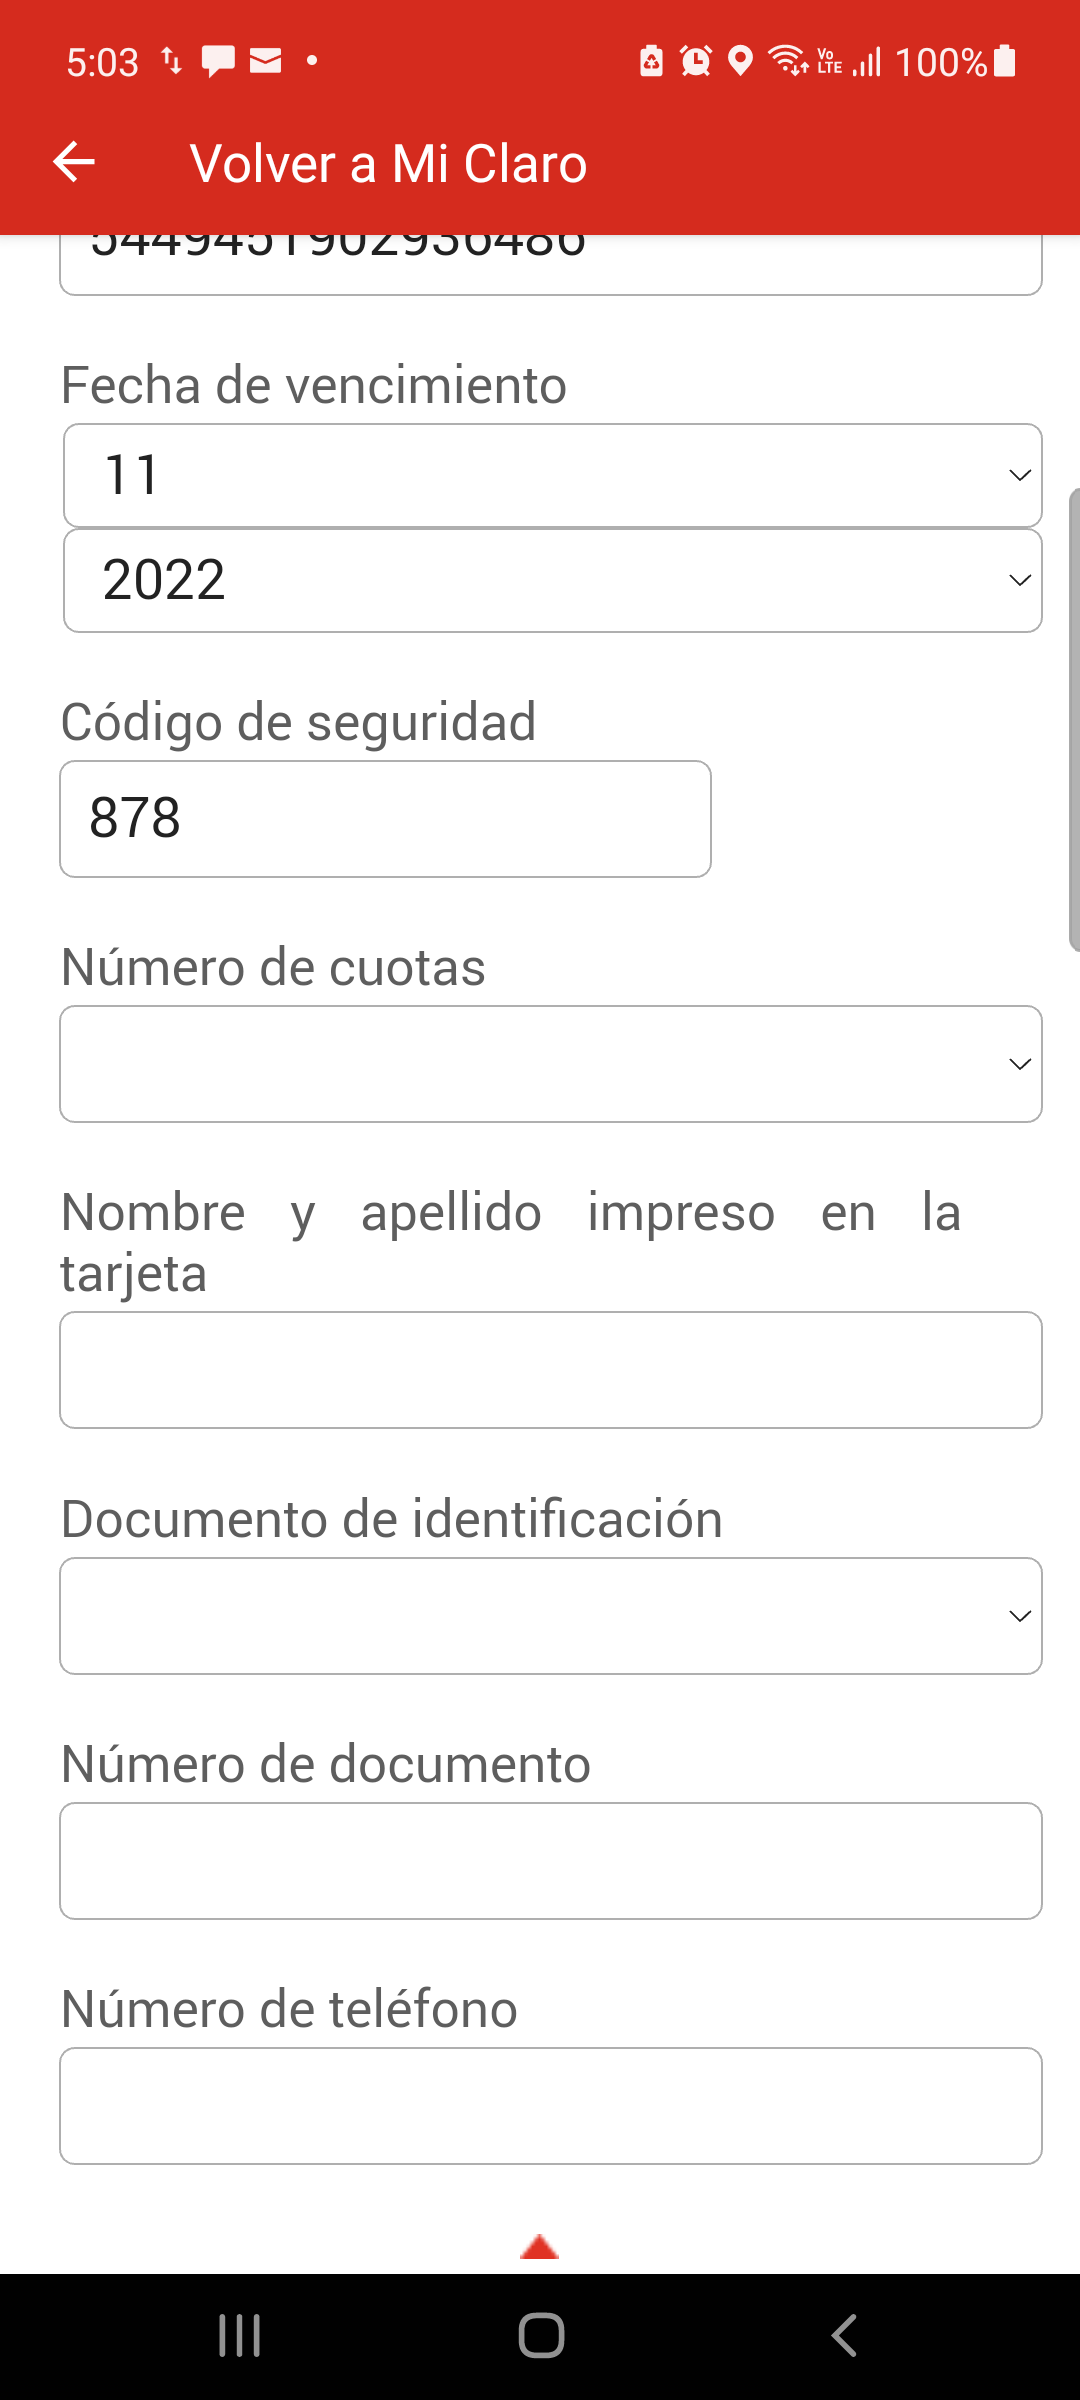 5:03 100%
Volver a Mi Claro
Fecha de vencimiento
11
2022
Código de seguridad
878
Número de cuotas
Nombre y apellido impreso en la
tarjeta
Documento de identificación
Número de documento
Número de teléfono